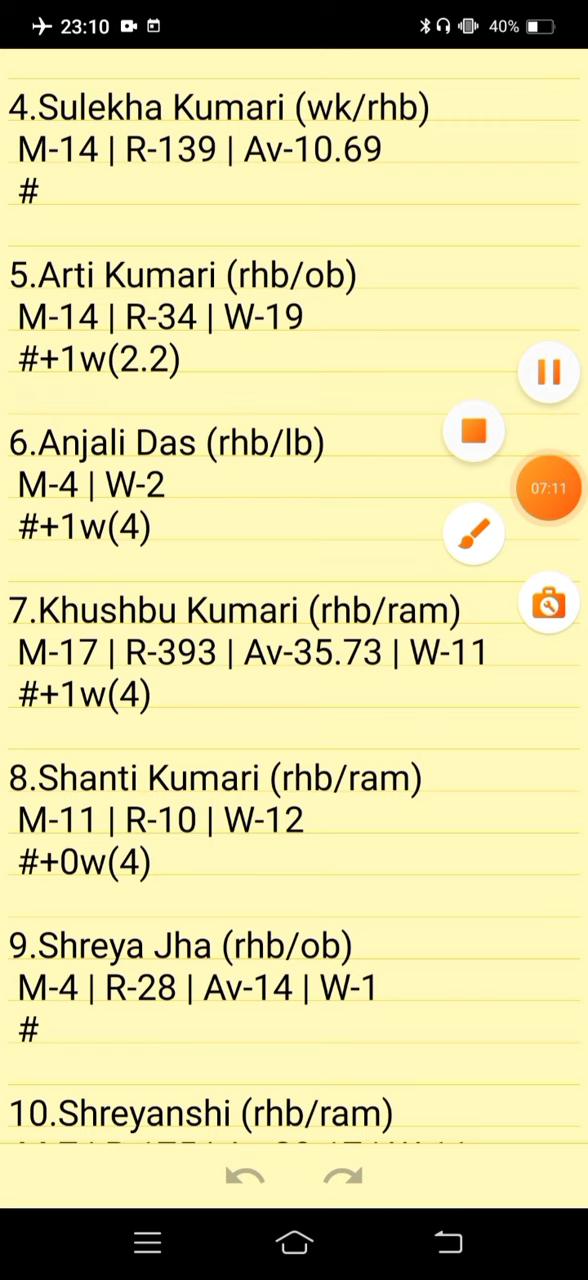 23:10
40%
4.Sulekha Kumari (wk/rhb)
M-14 | R-139 | Av-10.69
#
5.Arti Kumari (rhb/ob)
M-14 | R-34 | W-19
#+1w(2.2)
6.Anjali Das (rhb/lb)
M-4 | W-2
#+1w(4)
07:11
7.Khushbu Kumari (rhb/ram)
M-17 | R-393 | Av-35.73 | W-11
#+1w(4)
8.Shanti Kumari (rhb/ram)
M-11 | R-10 | W-12
#+0w(4)
9.Shreya Jha (rhb/ob)
M-4 | R-28 | Av-14 | W-1
#
10.Shreyanshi (rhb/ram)